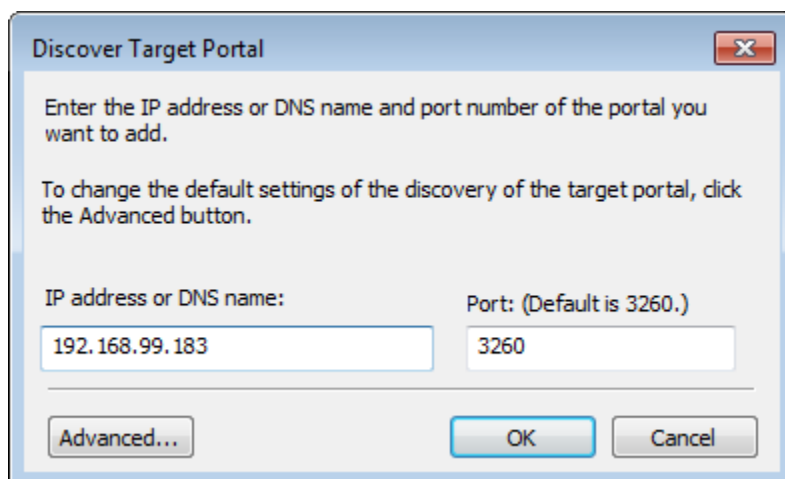 Discover Target Portal
Enter the IP address or DNS name and port number of the portal you
want to add.
To change the default settings of the discovery of the target portal, click
the Advanced button.
IP address or DNS name:
Port: (Default is 3260.)
192.168.99.183
3260
Advanced...
OK
Cancel